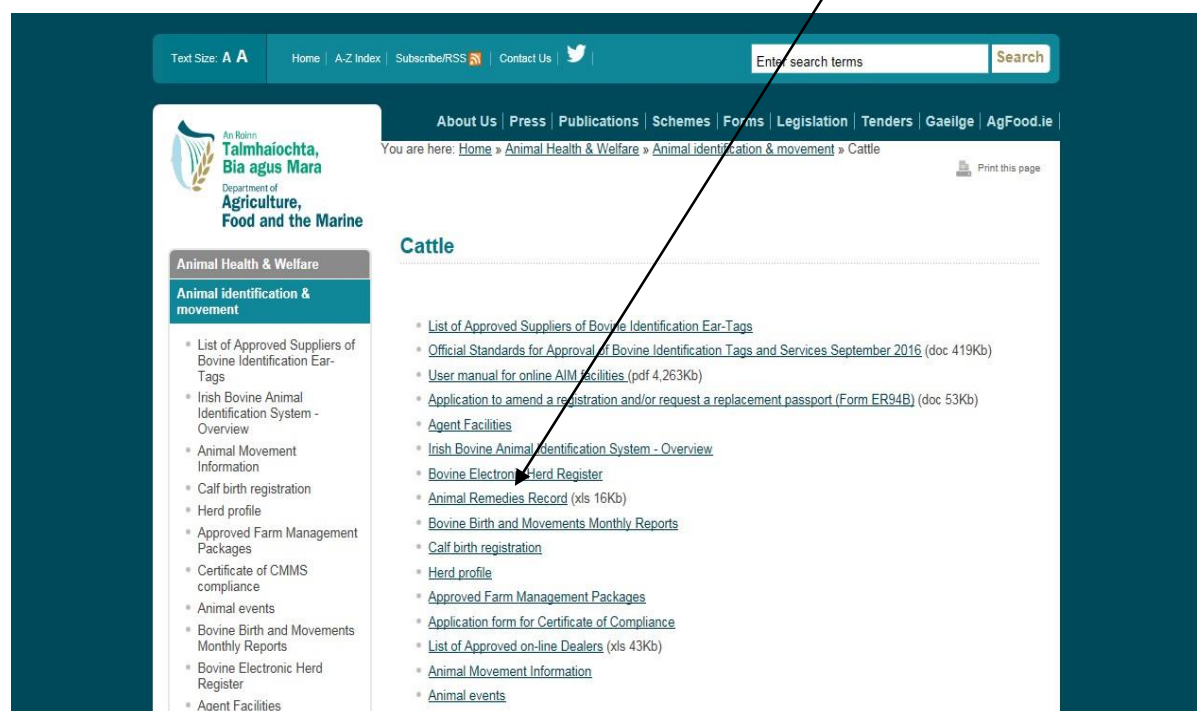 Text Size: A A
Home | A-Z Index | Subscribe/RSS | Contact Us |
Enter search terms
Search
An Roinn
Talmhaíochta,
Bia agus Mara
Department of
Agriculture,
Food and the Marine
About Us | Press | Publications | Schemes | Forms | Legislation | Tenders | Gaeilge | AgFood.ie |
You are here: Home » Animal Health & Welfare » Animal identification & movement » Cattle
Print this page
Animal Health & Welfare
Animal identification &
movement
List of Approved Suppliers of
Bovine Identification Ear-
Tags
Irish Bovine Animal
Identification System -
Overview
Animal Movement
Information
Calf birth registration
Herd profile
Approved Farm Management
Packages
Certificate of CMMS
compliance
Animal events
Bovine Birth and Movements
Monthly Reports
Bovine Electronic Herd
Register
Agent Facilities
Cattle
List of Approved Suppliers of Bovine Identification Ear-Tags
Official Standards for Approval of Bovine Identification Tags and Services September 2016 (doc 419Kb)
User manual for online AIM facilities (pdf 4,263Kb)
Application to amend a registration and/or request a replacement passport (Form ER94B) (doc 53Kb)
Agent Facilities
Irish Bovine Animal Identification System - Overview
Bovine Electronic Herd Register
Animal Remedies Record (xls 16Kb)
Bovine Birth and Movements Monthly Reports
Calf birth registration
Herd profile
Approved Farm Management Packages
Application form for Certificate of Compliance
List of Approved on-line Dealers (xls 43Kb)
Animal Movement Information
Animal events